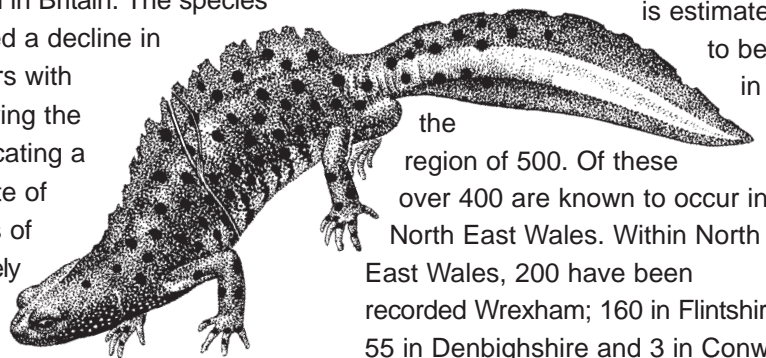 in Britain. The species
ed a decline in
rs with
ing the
cating a
te of
s of
ely
is estimate
to be
in
the
region of 500. Of these
over 400 are known to occur in
North East Wales. Within North
East Wales, 200 have been
recorded Wrexham; 160 in Flintshir
55 in Denbighshire and 3 in Conw